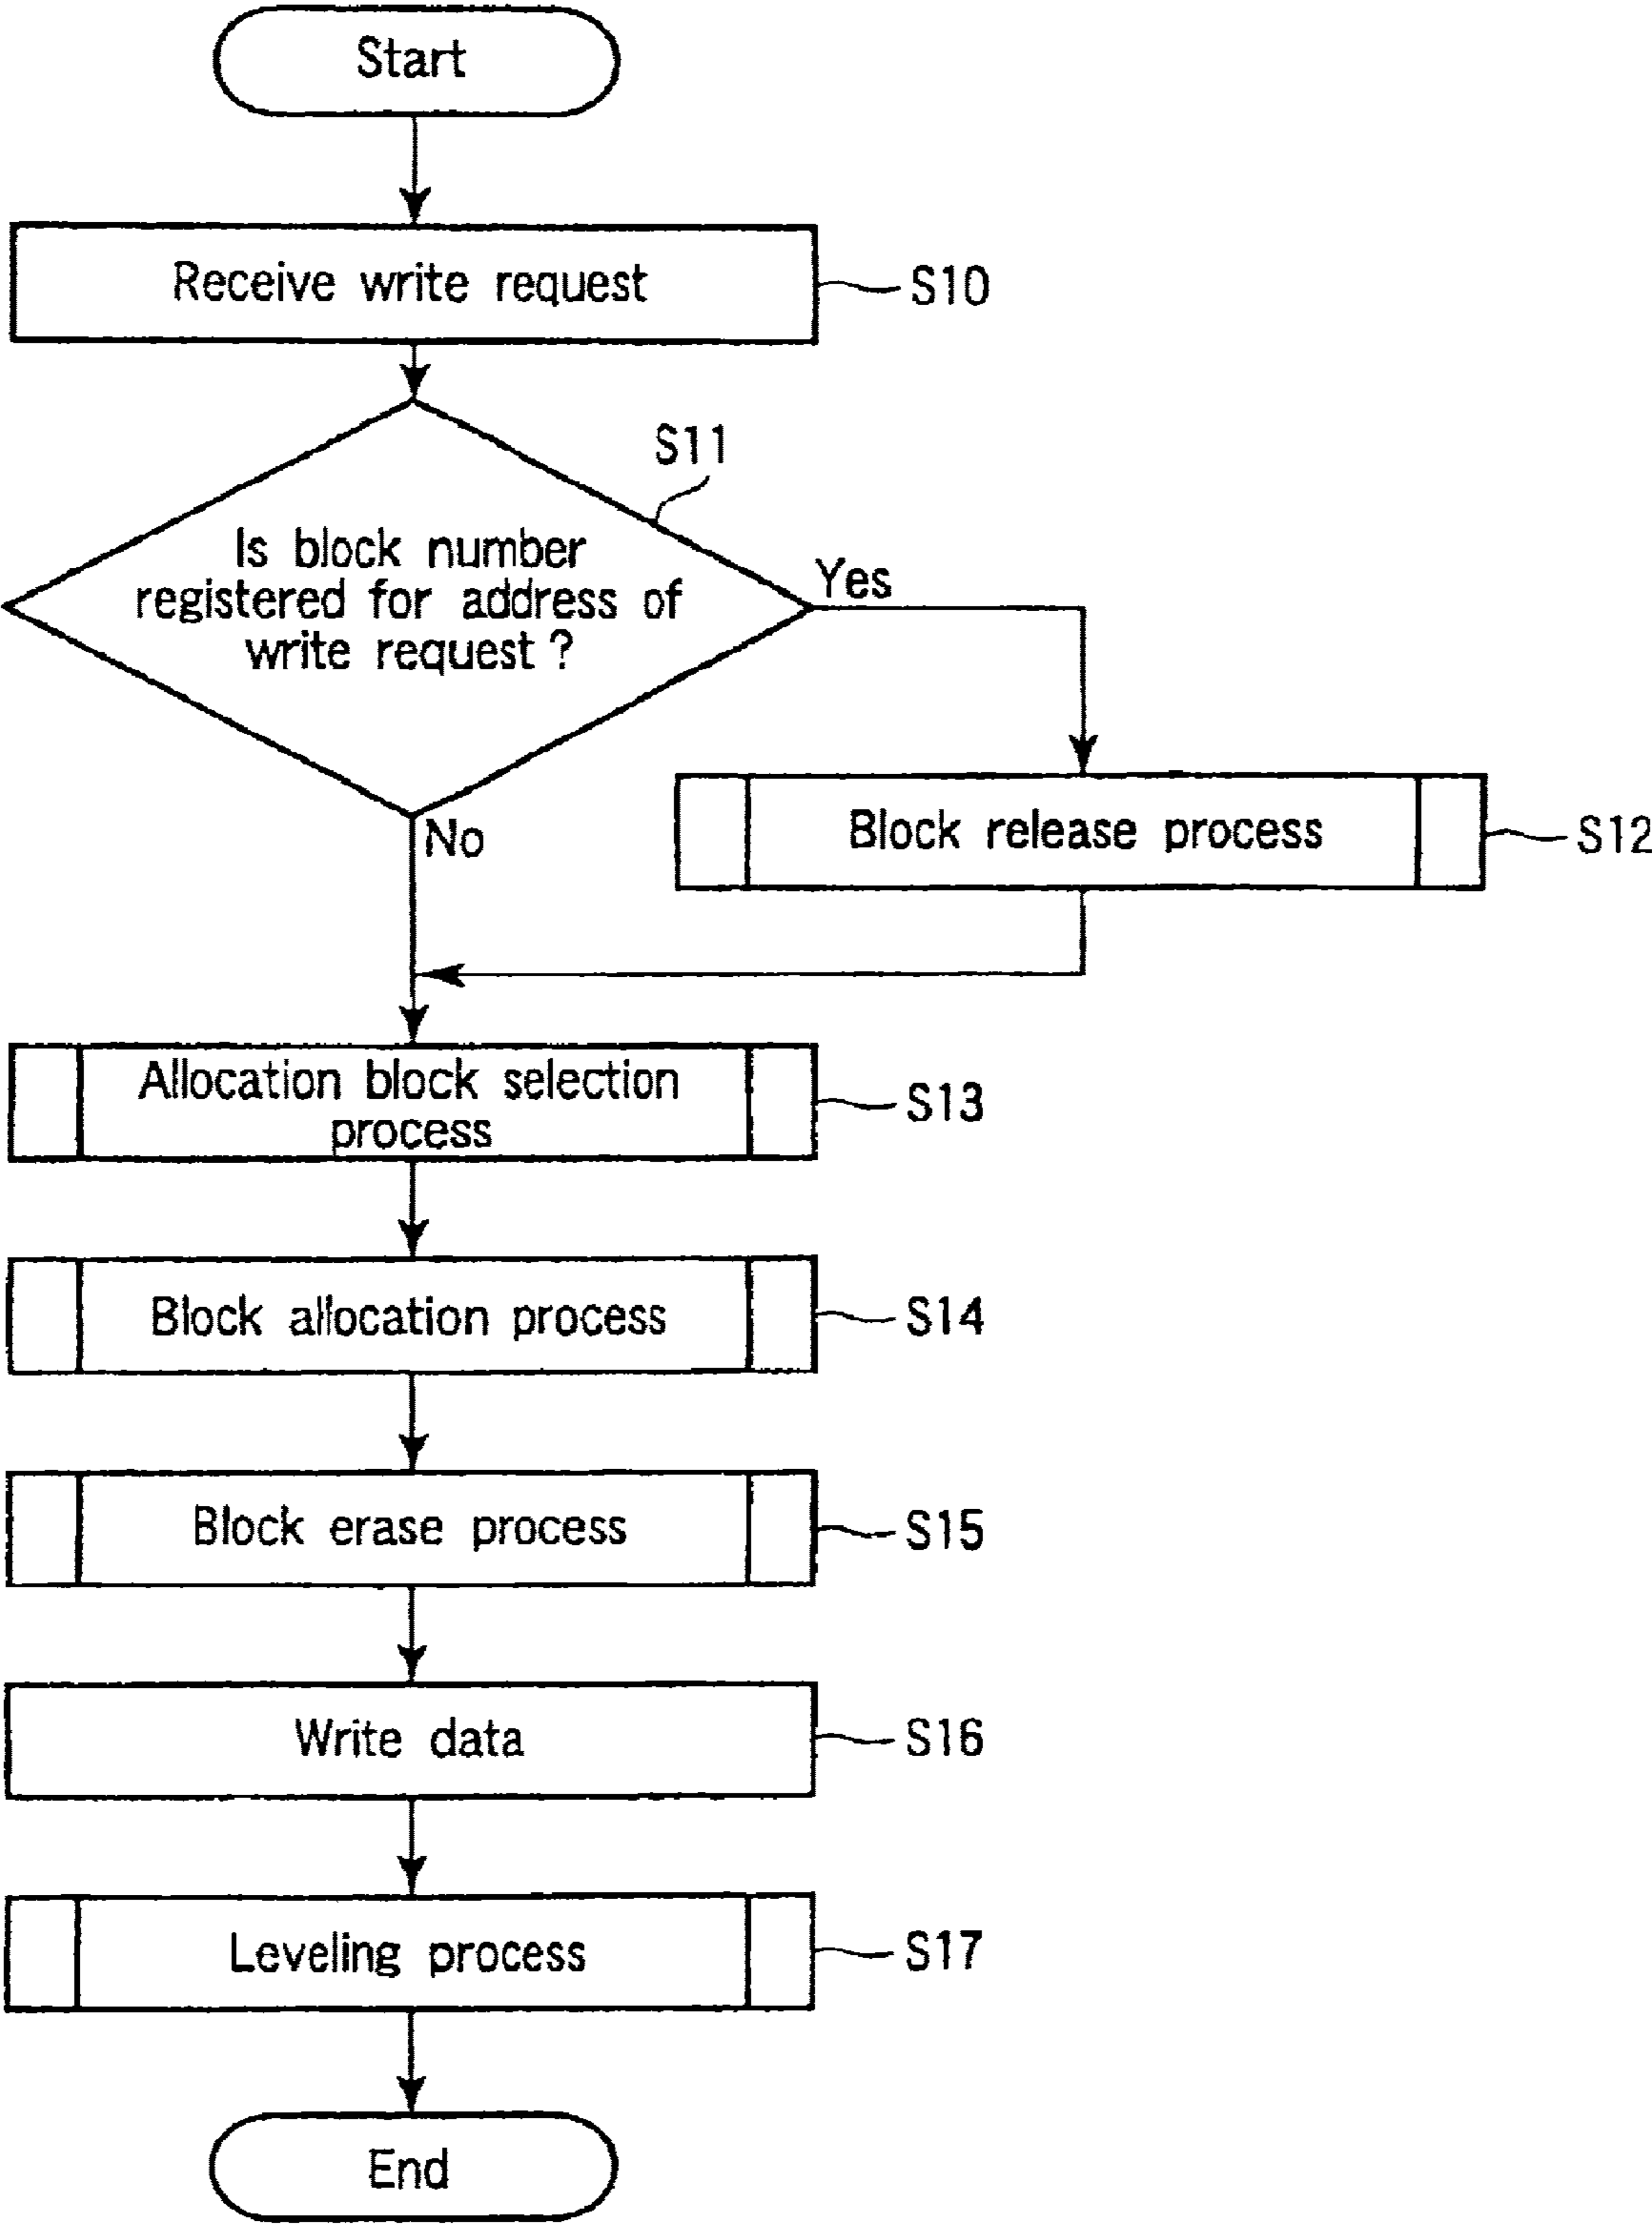 Start
Receive write request
S10
S11
Is block number
registered for address of
write request?
Yes
No
Block release process
S12
Allocation block selection
process
S13
Block allocation process
S14
Block erase process
S15
Write data
S16
Leveling process
S17
End